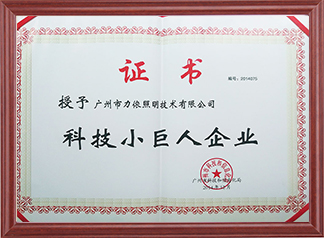 证书
编号：2014075
授予 广州市力依照明技术有限公司
科技小巨人企业